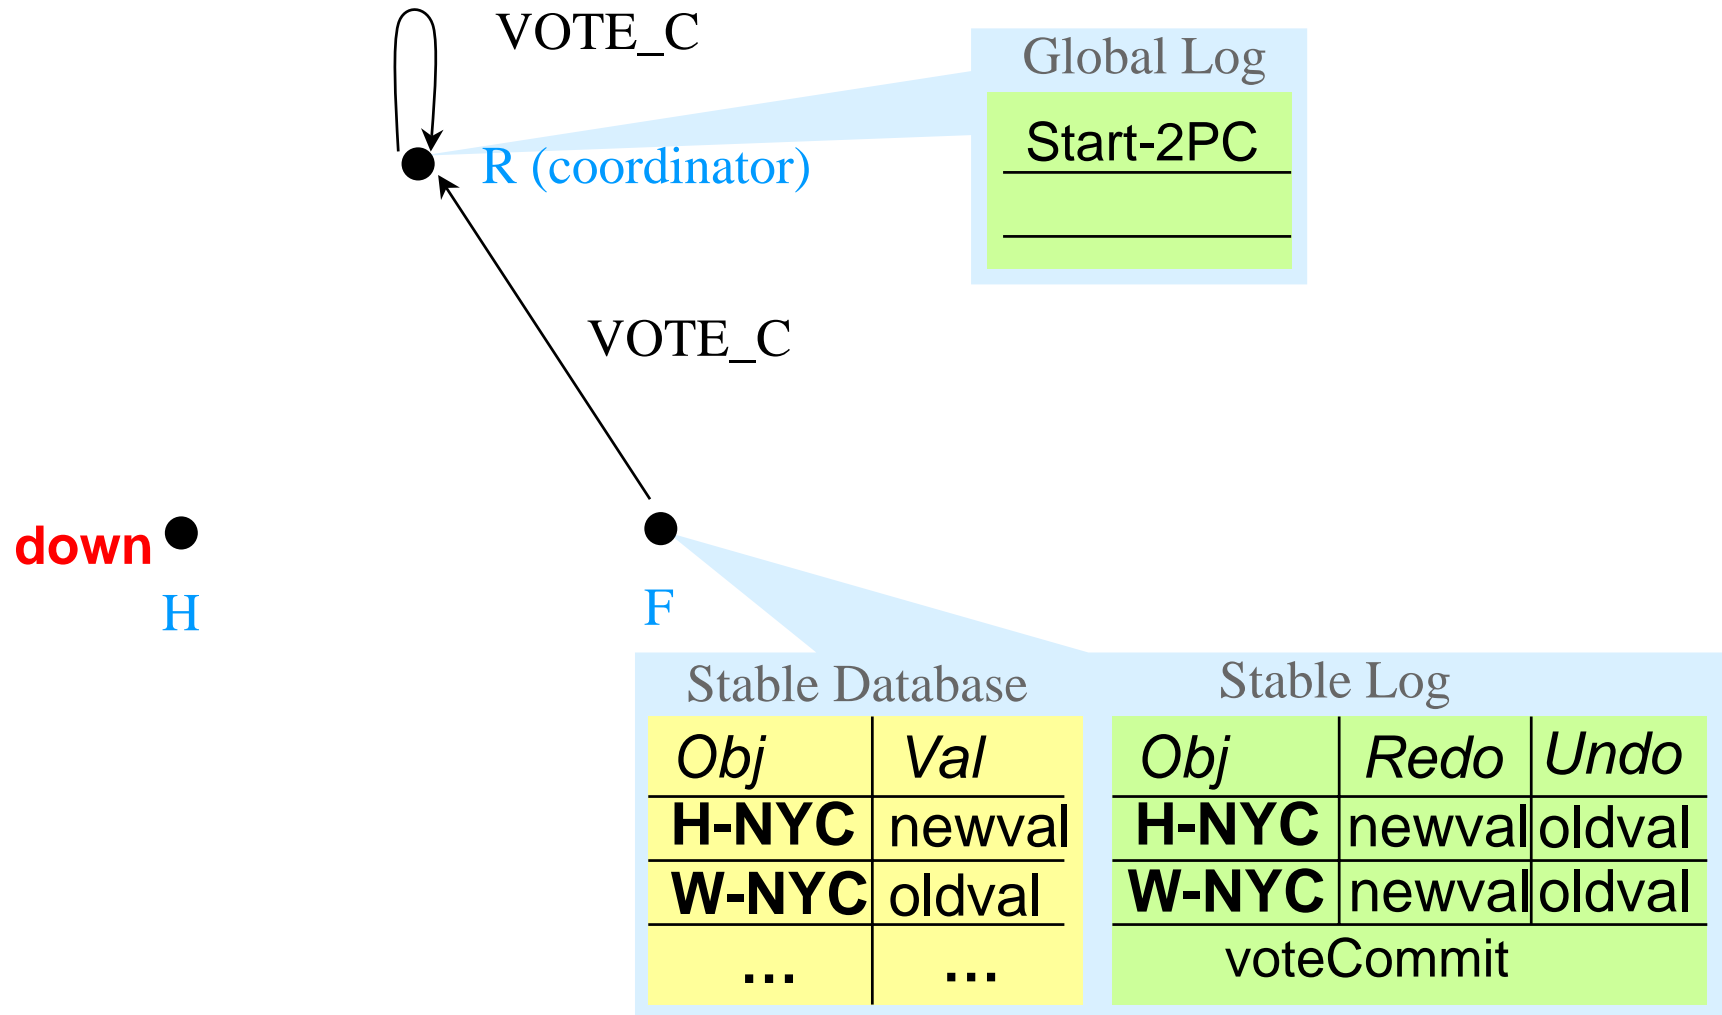 VOTE_C
Global Log
Start-2PC
R (coordinator)
VOTE_C
down
H
F
Stable Database
Obj Val
H-NYC newval
W-NYC oldval
... ...
Stable Log
Obj Redo Undo
H-NYC newval oldval
W-NYC newval oldval
voteCommit